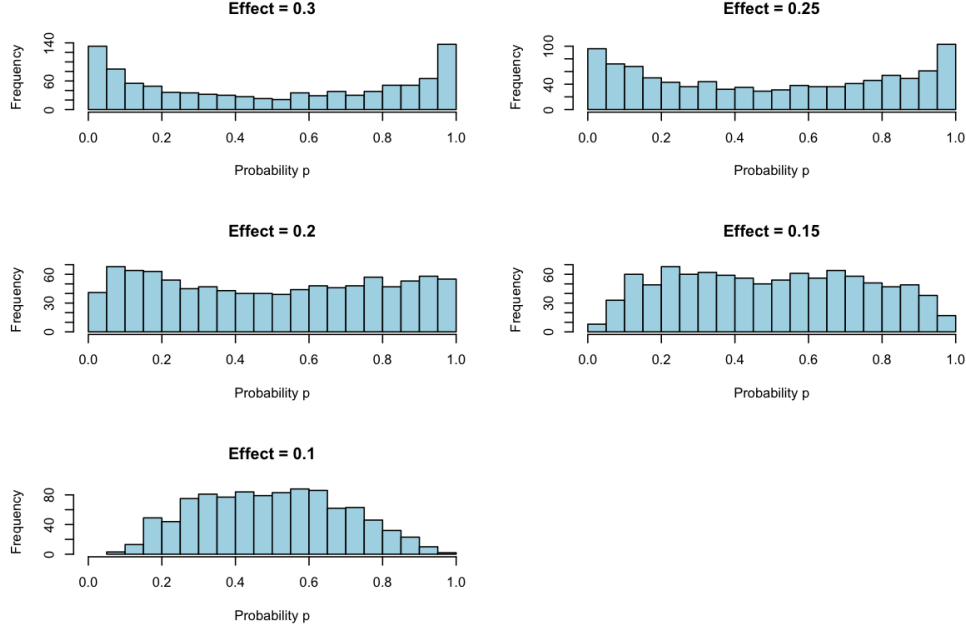 Effect = 0.3
Frequency
140
60
0
0.0 0.2 0.4 0.6 0.8 1.0
Probability p
Effect = 0.25
Frequency
100
40
0
0.0 0.2 0.4 0.6 0.8 1.0
Probability p
Effect = 0.2
Frequency
60
30
0
0.0 0.2 0.4 0.6 0.8 1.0
Probability p
Effect = 0.15
Frequency
60
30
0
0.0 0.2 0.4 0.6 0.8 1.0
Probability p
Effect = 0.1
Frequency
80
40
0
0.0 0.2 0.4 0.6 0.8 1.0
Probability p